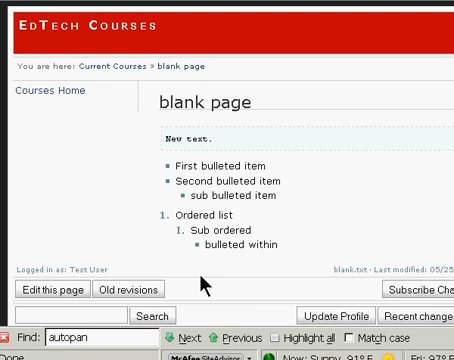 EDTECH COURSES
You are here: Current Courses » blank page
Courses Home
blank page
New text.
First bulleted item
Second bulleted item
sub bulleted item
1. Ordered list
I. Sub ordered
bulleted within
Logged in as: Test User
blank.txt · Last modified: 05/25
Edit this page
Old revisions
Subscribe Cha
Search
Update Profile
Recent change
Find: autopan
Next
Previous
Highlight all
Match case
Done
McAfee SiteAdvisor
Now: Sunny, 91° F
Fri: 97° F